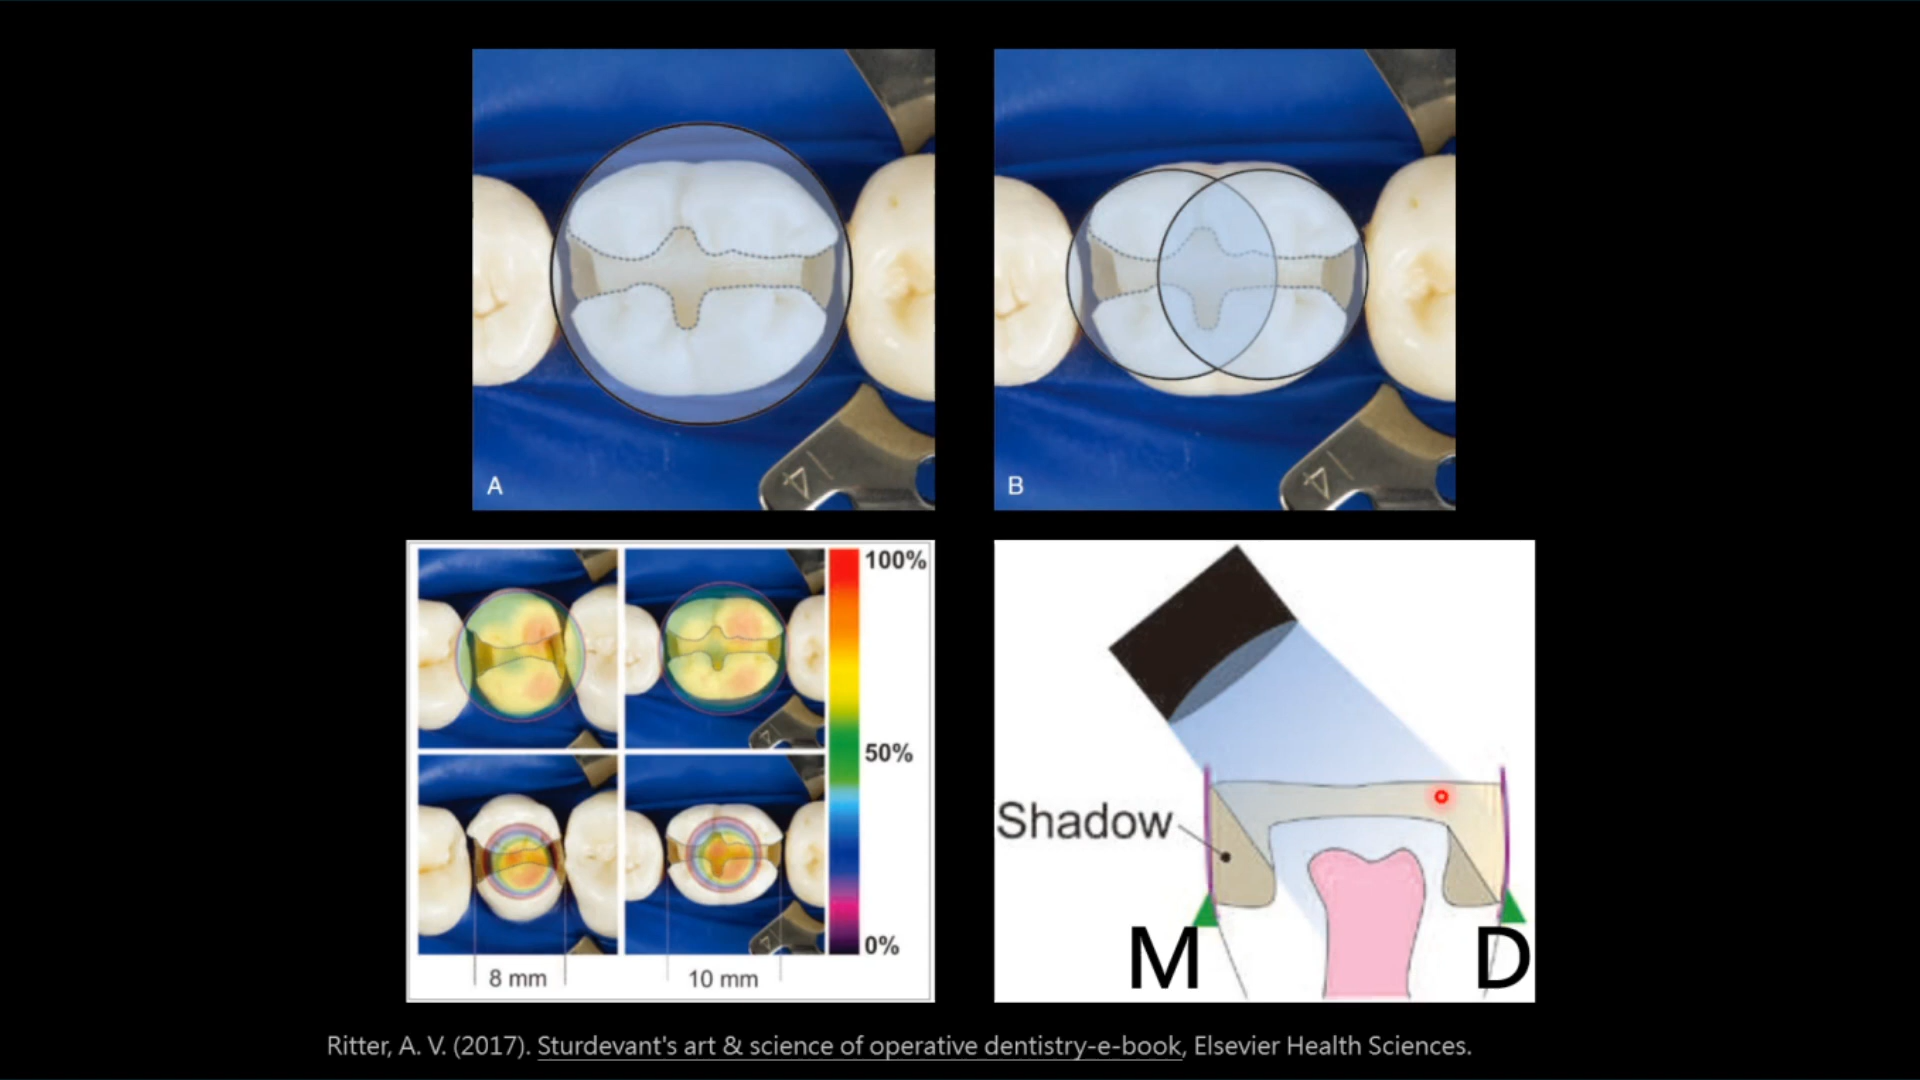 A
B
100%
50%
0%
8 mm
10 mm
Shadow
M
D
Ritter, A. V. (2017). Sturdevant's art & science of operative dentistry-e-book, Elsevier Health Sciences.